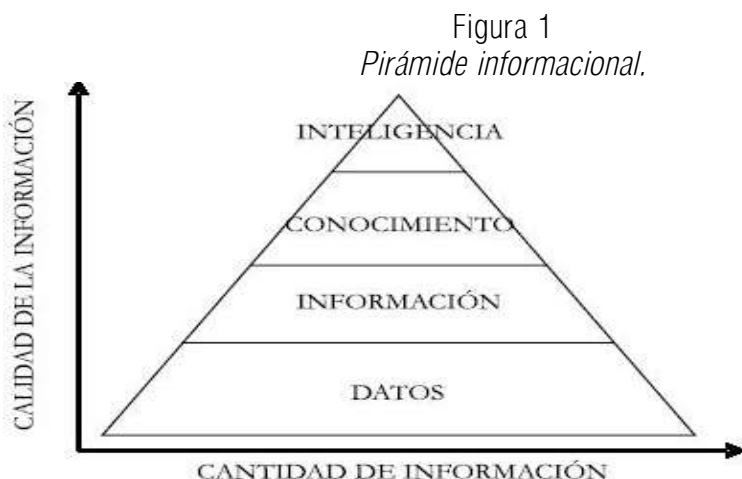 Figura 1
Pirámide informacional.
CALIDAD DE LA INFORMACIÓN
INTELIGENCIA
CONOCIMIENTO
INFORMACIÓN
DATOS
CANTIDAD DE INFORMACIÓN